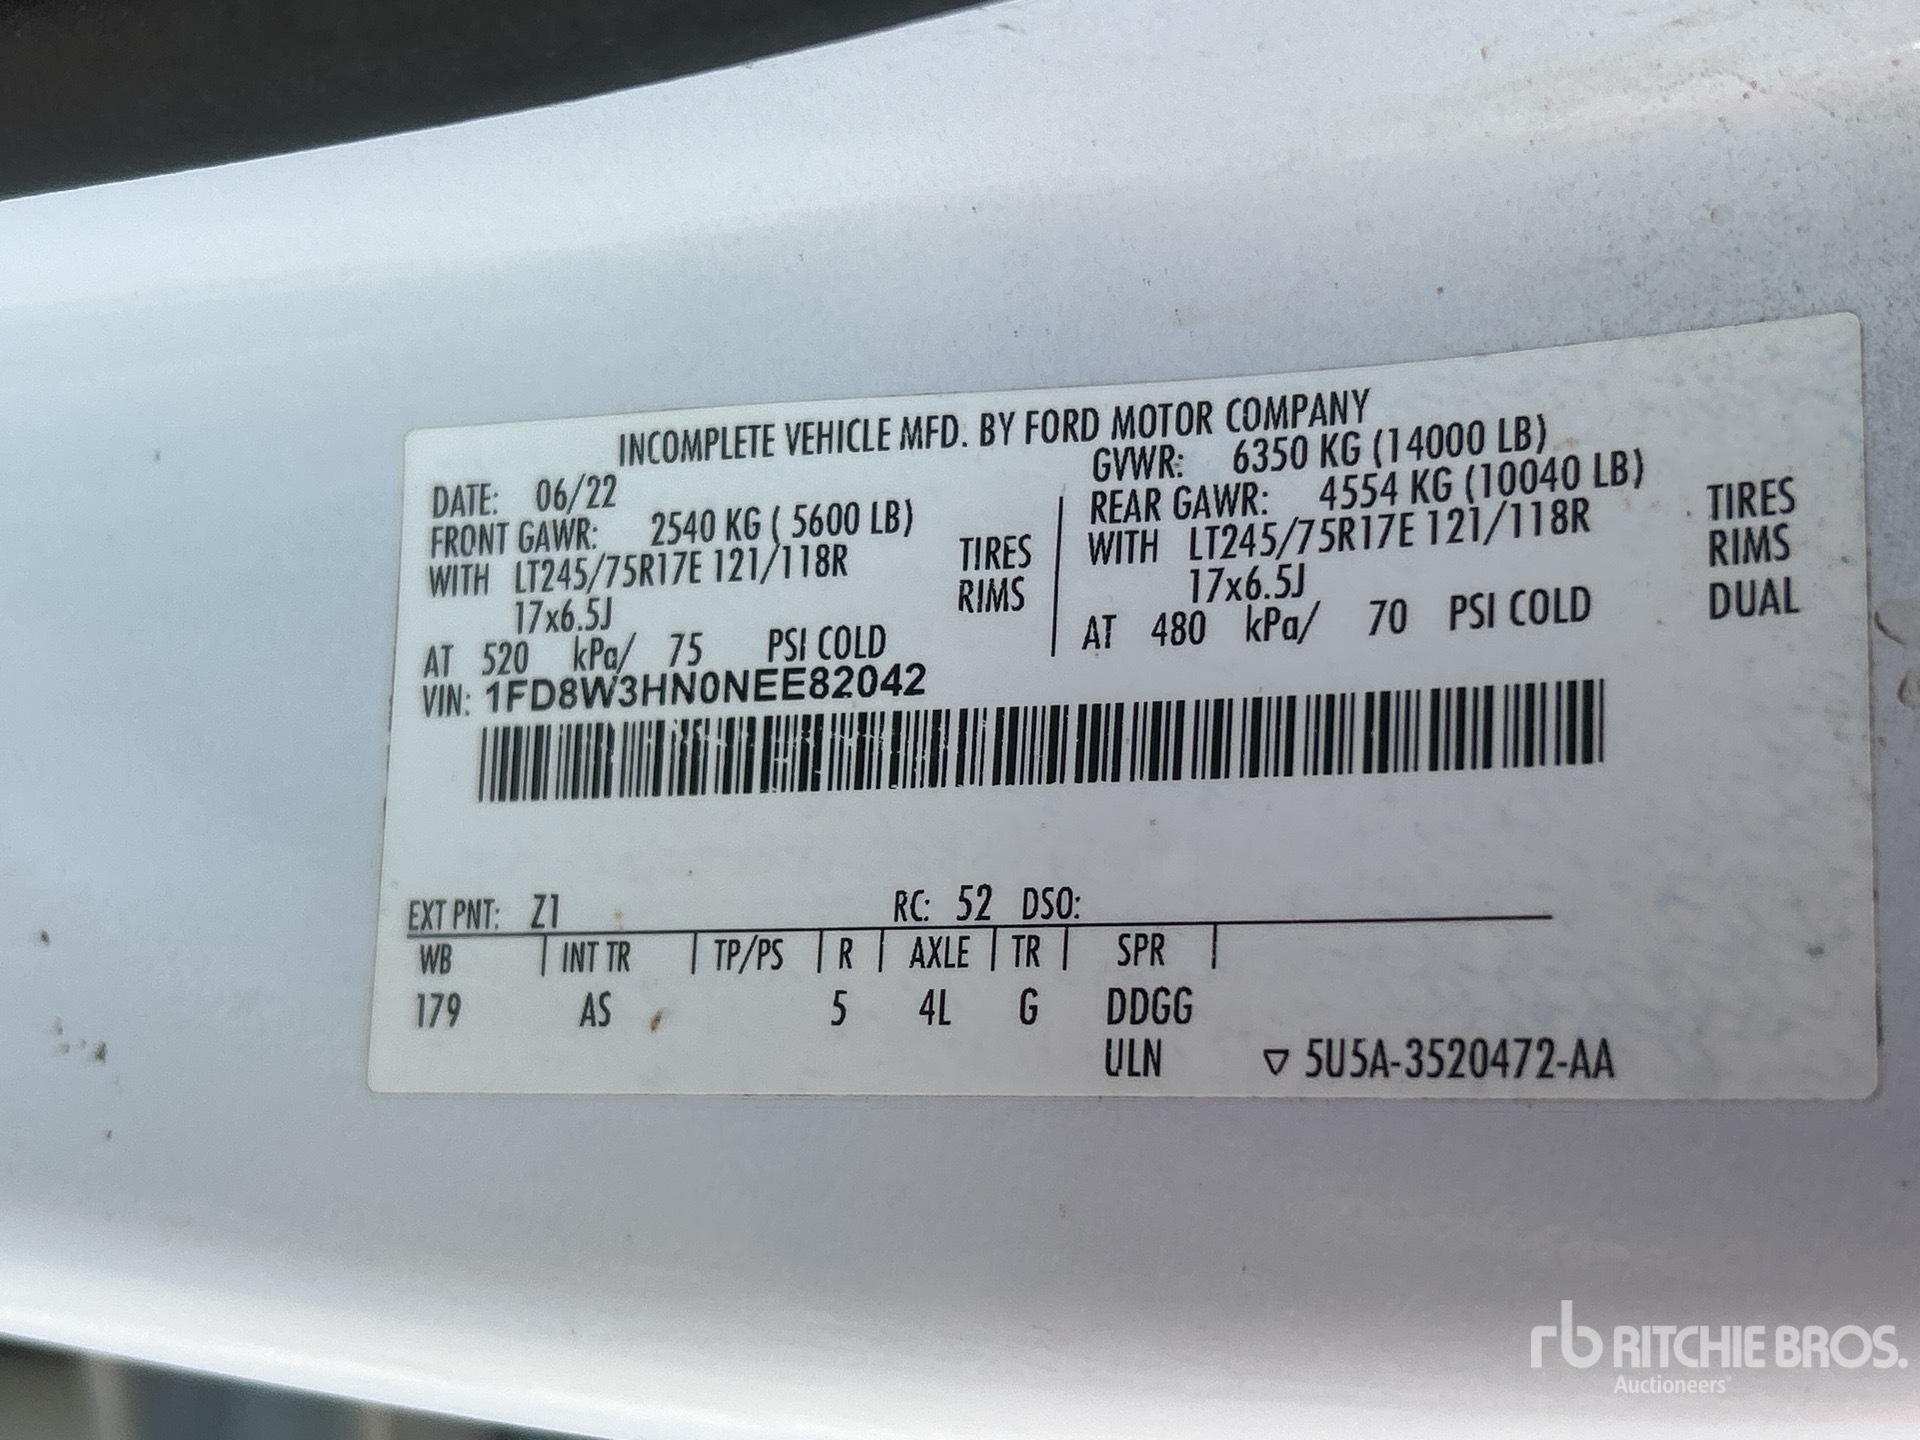 INCOMPLETE VEHICLE MFD. BY FORD MOTOR COMPANY
DATE: 06/22 GVWR: 6350 KG (14000 LB)
FRONT GAWR: 2540 KG ( 5600 LB) REAR GAWR: 4554 KG (10040 LB)
WITH LT245/75R17E 121/118R TIRES WITH LT245/75R17E 121/118R TIRES
17x6.5J RIMS 17x6.5J RIMS
AT 520 kPa/ 75 PSI COLD AT 480 kPa/ 70 PSI COLD DUAL
VIN: 1FD8W3HN0NEE82042
EXT PNT: Z1 RC: 52 DSO:
WB INT TR TP/PS R AXLE TR SPR
179 AS 5 4L G DDGG
ULN ▽ 5U5A-3520472-AA
rb RITCHIE BROS.
Auctioneers